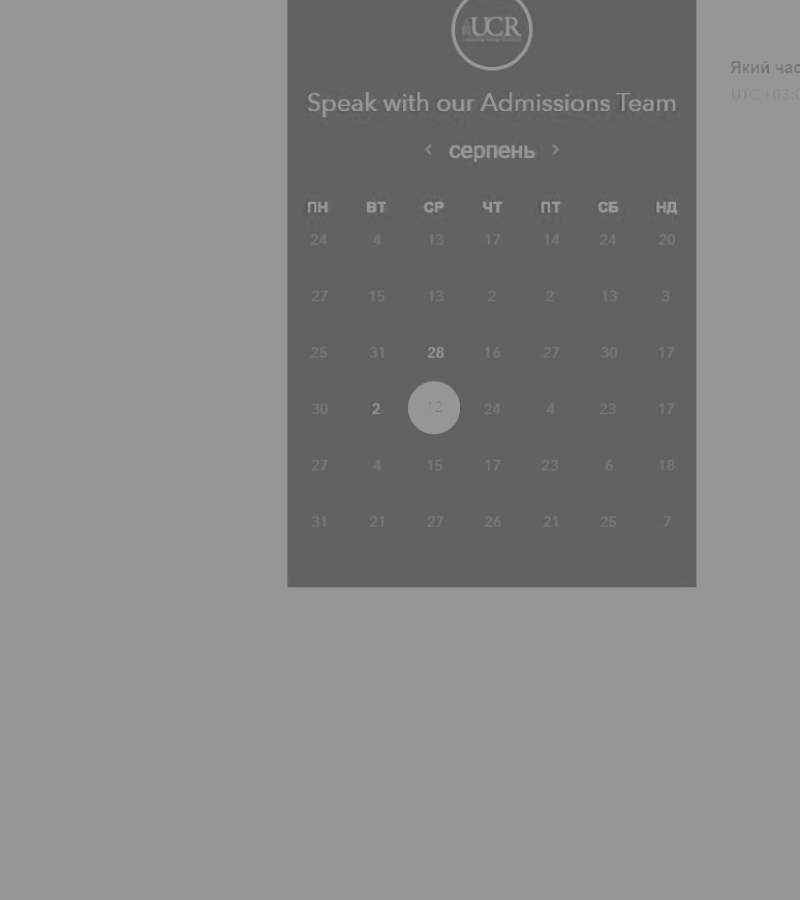 UCR
Speak with our Admissions Team
‹ серпень ›
ПН ВТ СР ЧТ ПТ СБ НД
24 4 13 17 14 24 20
27 15 13 2 2 13 3
25 31 28 16 27 30 17
30 2 12 24 4 23 17
27 4 15 17 23 6 18
31 21 27 26 21 25 7
Який час
UTC +03:0